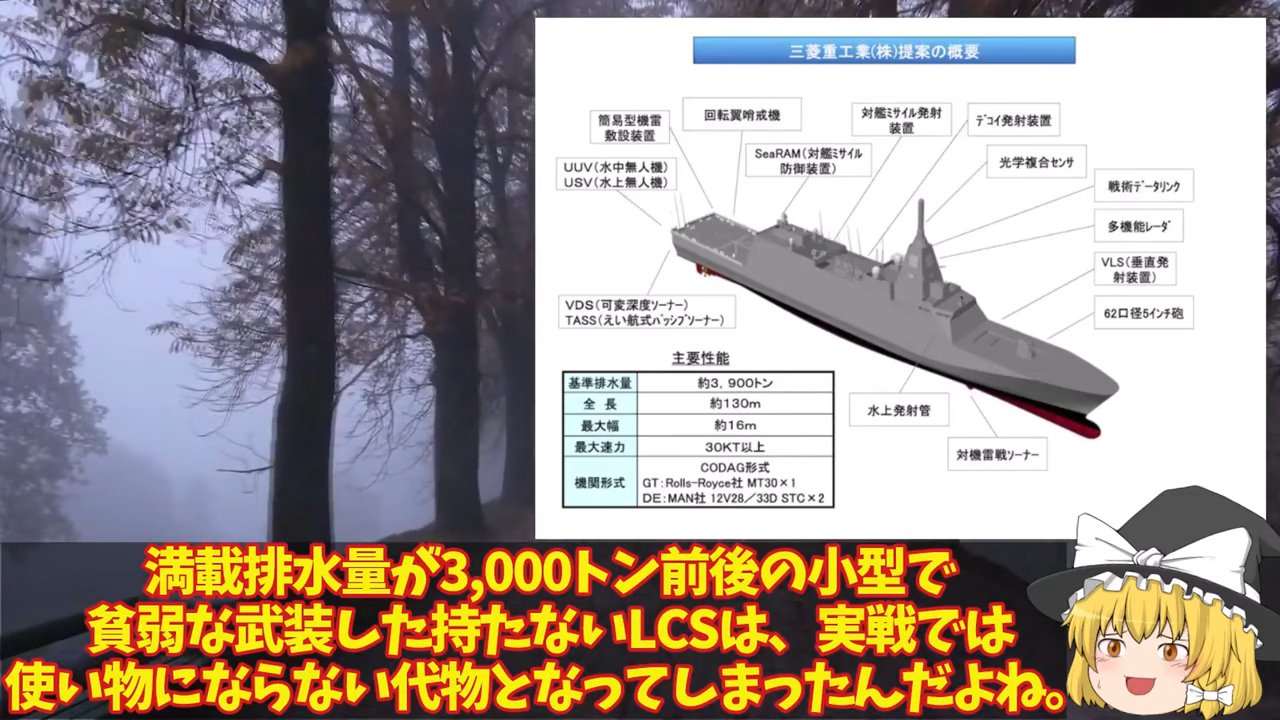 三菱重工業(株)提案の概要
簡易型機雷
敷設装置
回転翼哨戒機
対艦ミサイル発射
装置
デコイ発射装置
UUV(水中無人機)
USV(水上無人機)
SeaRAM(対艦ミサイル
防御装置)
光学複合センサ
戦術データリンク
多機能レーダ
VLS(垂直発
射装置)
62口径5インチ砲
VDS(可変深度ソーナー)
TASS(えい航式パッシブソーナー)
水上発射管
対機雷戦ソーナー
主要性能
基準排水量 約3，900トン
全 長 約130m
最大幅 約16m
最大速力 30KT以上
機関形式 CODAG形式
GT：Rolls-Royce社 MT30×1
DE：MAN社 12V28／33D STC×2
満載排水量が3,000トン前後の小型で
貧弱な武装した持たないLCSは、実戦では
使い物にならない代物となってしまったんだよね。